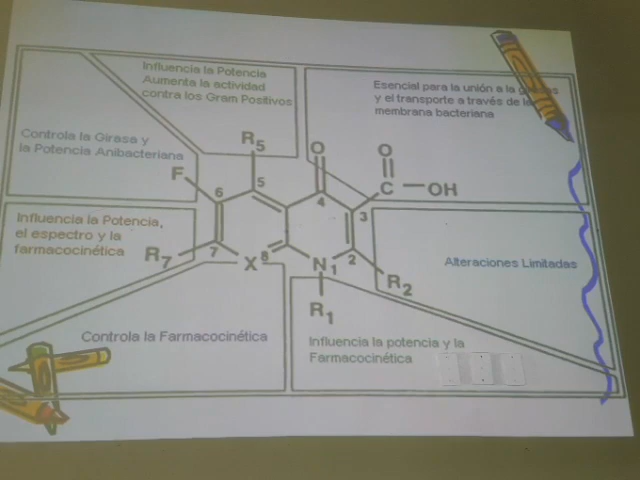 Influencia la Potencia
Aumenta la actividad
contra los Gram Positivos
Esencial para la unión a la
y el transporte a través de la
membrana bacteriana
Controla la Girasa y
la Potencia Anibacteriana
R5
O
O
F
5
6
4
C
OH
3
Influencia la Potencia,
el espectro y la
farmacocinética
R7
7
X
8
N
1
2
R2
Alteraciones Limitadas
R1
Controla la Farmacocinética
Influencia la potencia y la
Farmacocinética